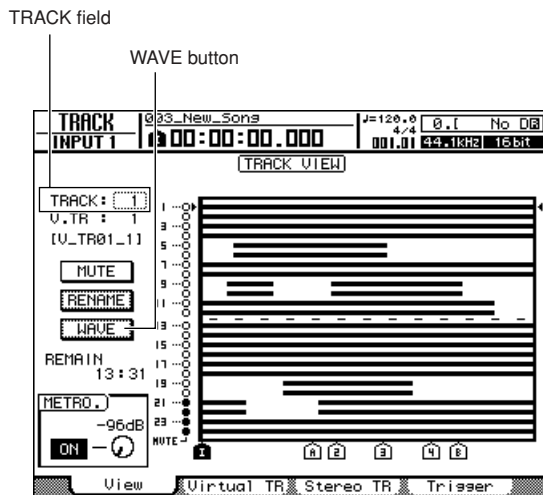 TRACK field
WAVE button
TRACK
INPUT 1
003_New_Song
00:00:00.000
♩=120.0
4/4
001.01
0.[ No DB
44.1kHz 16bit
TRACK VIEW
TRACK: 1
V.TR : 1
[V_TR01_1]
MUTE
RENAME
WAVE
REMAIN
13:31
METRO.
-96dB
ON
1
3
5
7
9
11
13
15
17
19
21
23
MUTE
I A 2 3 4 B
View Virtual TR Stereo TR Trigger